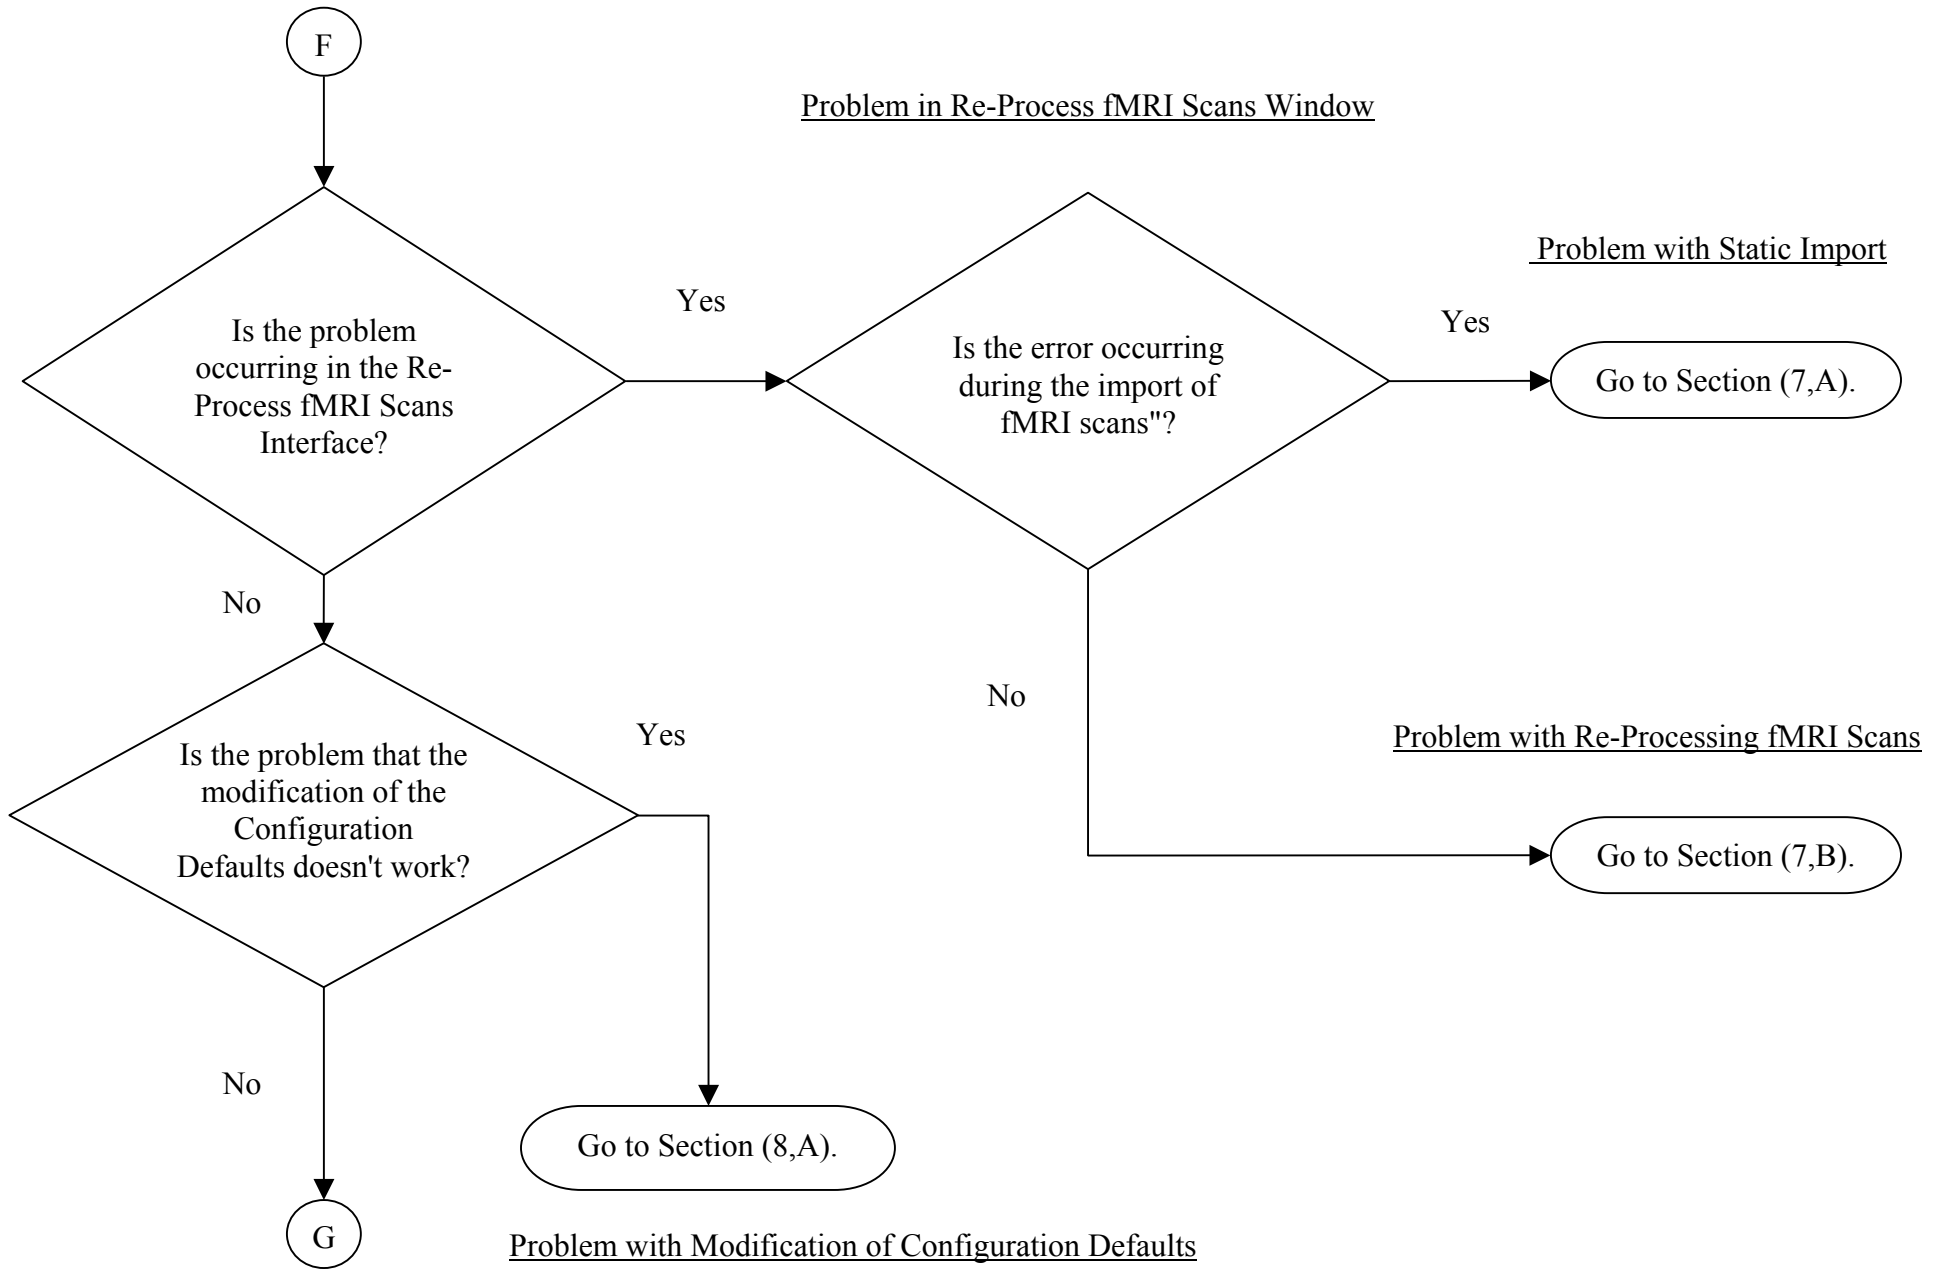 F
Problem in Re-Process fMRI Scans Window
Problem with Static Import
Yes
Yes
Is the problem
occurring in the Re-
Process fMRI Scans
Interface?
Is the error occurring
during the import of
fMRI scans"?
Go to Section (7,A).
No
No
Problem with Re-Processing fMRI Scans
Yes
Is the problem that the
modification of the
Configuration
Defaults doesn't work?
Go to Section (7,B).
No
Go to Section (8,A).
G
Problem with Modification of Configuration Defaults